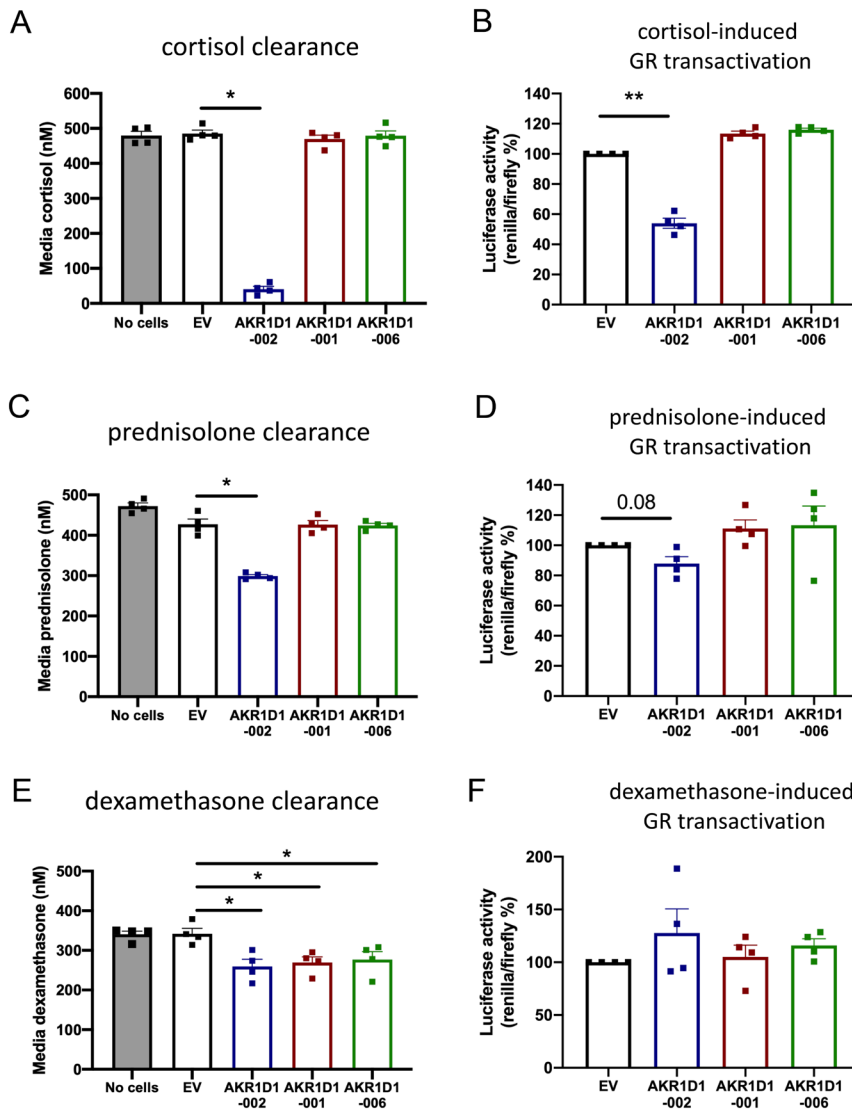 A
cortisol clearance
Media cortisol (nM)
600
500
400
300
200
100
0
*
No cells
EV
AKR1D1
-002
AKR1D1
-001
AKR1D1
-006
B
cortisol-induced
GR transactivation
Luciferase activity
(renilla/firefly %)
140
120
100
80
60
40
20
0
**
EV
AKR1D1
-002
AKR1D1
-001
AKR1D1
-006
C
prednisolone clearance
Media prednisolone (nM)
500
400
300
200
100
0
*
No cells
EV
AKR1D1
-002
AKR1D1
-001
AKR1D1
-006
D
prednisolone-induced
GR transactivation
Luciferase activity
(renilla/firefly %)
140
120
100
80
60
40
20
0
0.08
EV
AKR1D1
-002
AKR1D1
-001
AKR1D1
-006
E
dexamethasone clearance
Media dexamethasone (nM)
500
400
300
200
100
0
*
*
*
No cells
EV
AKR1D1
-002
AKR1D1
-001
AKR1D1
-006
F
dexamethasone-induced
GR transactivation
Luciferase activity
(renilla/firefly %)
200
150
100
50
0
EV
AKR1D1
-002
AKR1D1
-001
AKR1D1
-006